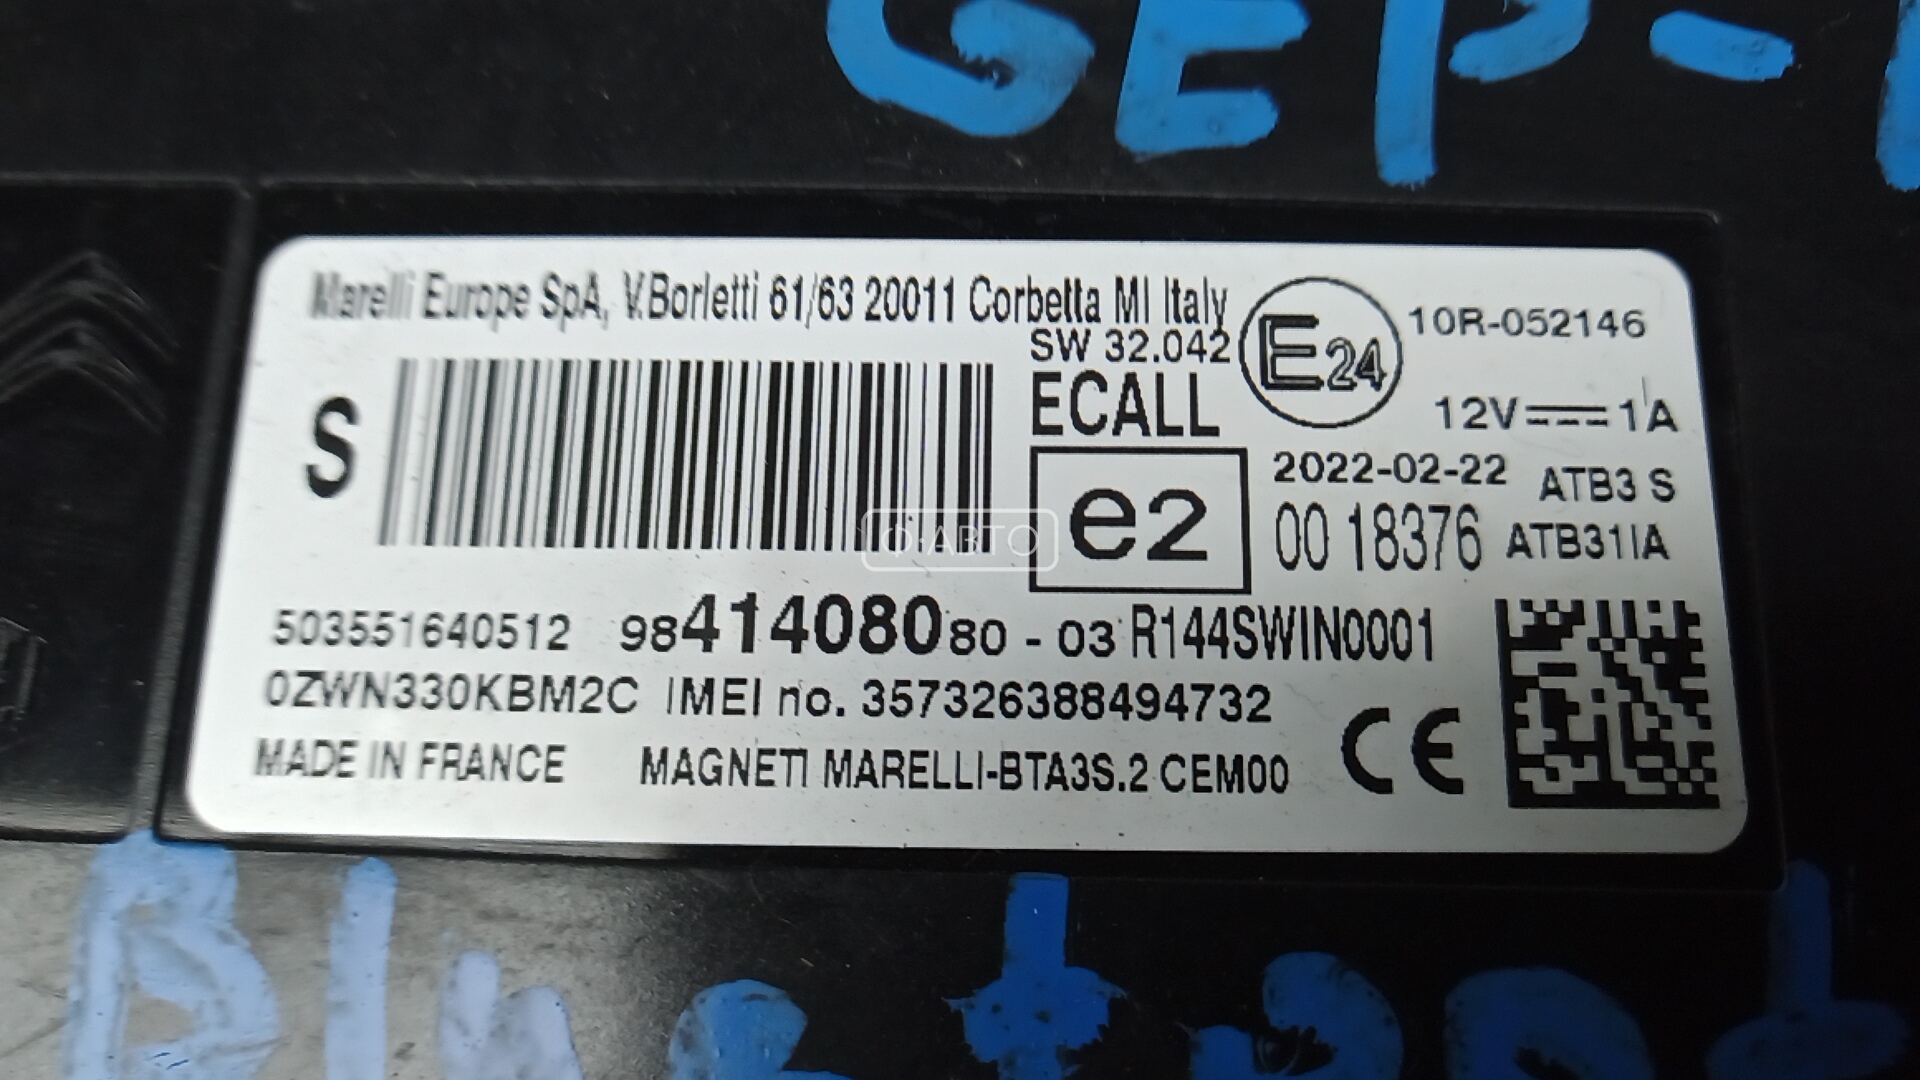 GEP-
Marelli Europe SpA, V.Borletti 61/63 20011 Corbetta MI Italy
SW 32.042
E24
10R-052146
S
ECALL
12V 1A
2022-02-22 ATB3 S
e2
00 18376 ATB31IA
Ф-АВТО
503551640512 9841408080 - 03 R144SWIN0001
0ZWN330KBM2C IMEI no. 357326388494732
MADE IN FRANCE MAGNETI MARELLI-BTA3S.2 CEM00
CE